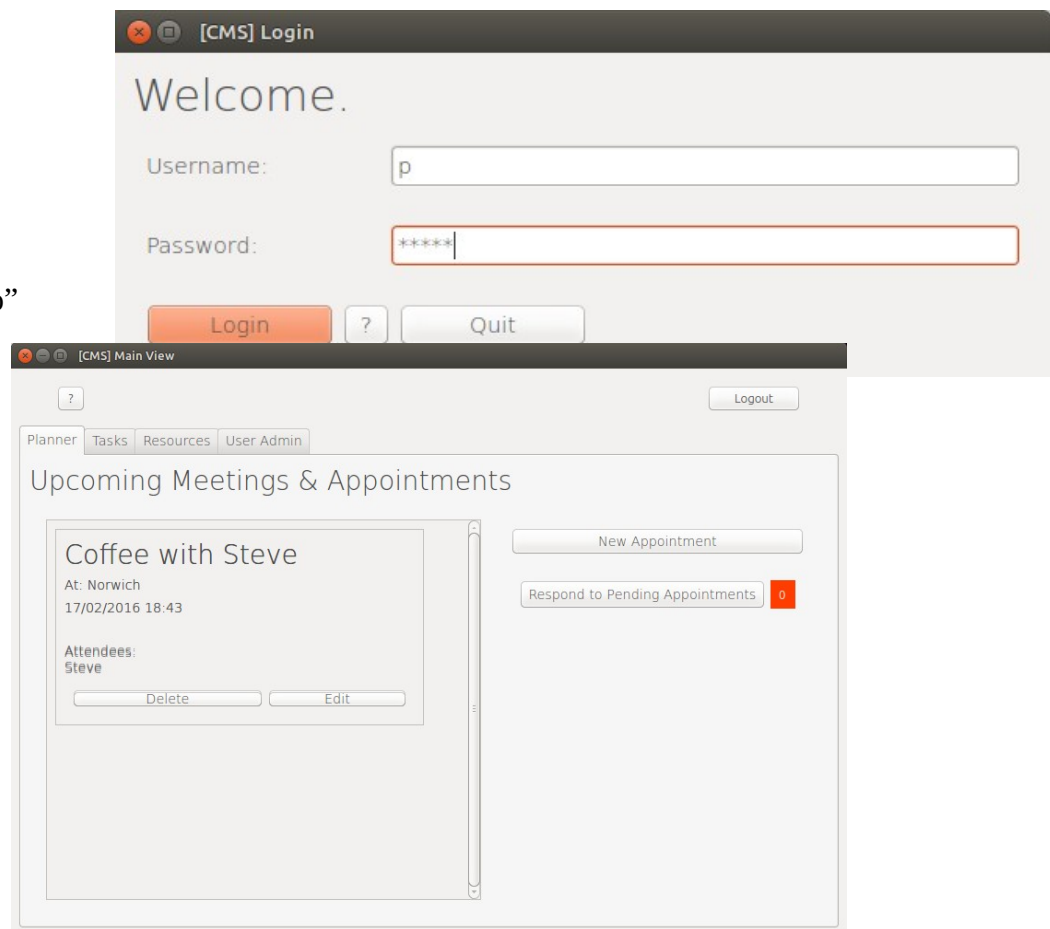 [CMS] Login
Welcome.
Username: p
Password: *****
”
Login ? Quit
[CMS] Main View
? Logout
Planner Tasks Resources User Admin
Upcoming Meetings & Appointments
Coffee with Steve
At: Norwich
17/02/2016 18:43
Attendees:
Steve
Delete Edit
New Appointment
Respond to Pending Appointments 0